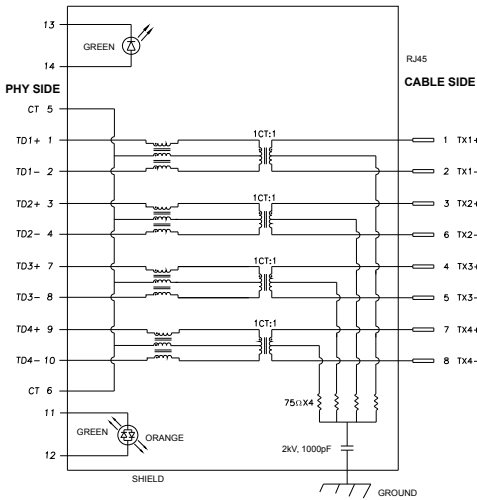 13
GREEN
14
RJ45
PHY SIDE
CABLE SIDE
CT 5
1CT:1
TD1+ 1
1 TX1+
TD1- 2
2 TX1-
1CT:1
TD2+ 3
3 TX2+
TD2- 4
6 TX2-
1CT:1
TD3+ 7
4 TX3+
TD3- 8
5 TX3-
1CT:1
TD4+ 9
7 TX4+
TD4- 10
8 TX4-
CT 6
75ΩX4
11
GREEN
ORANGE
2kV, 1000pF
12
SHIELD
GROUND